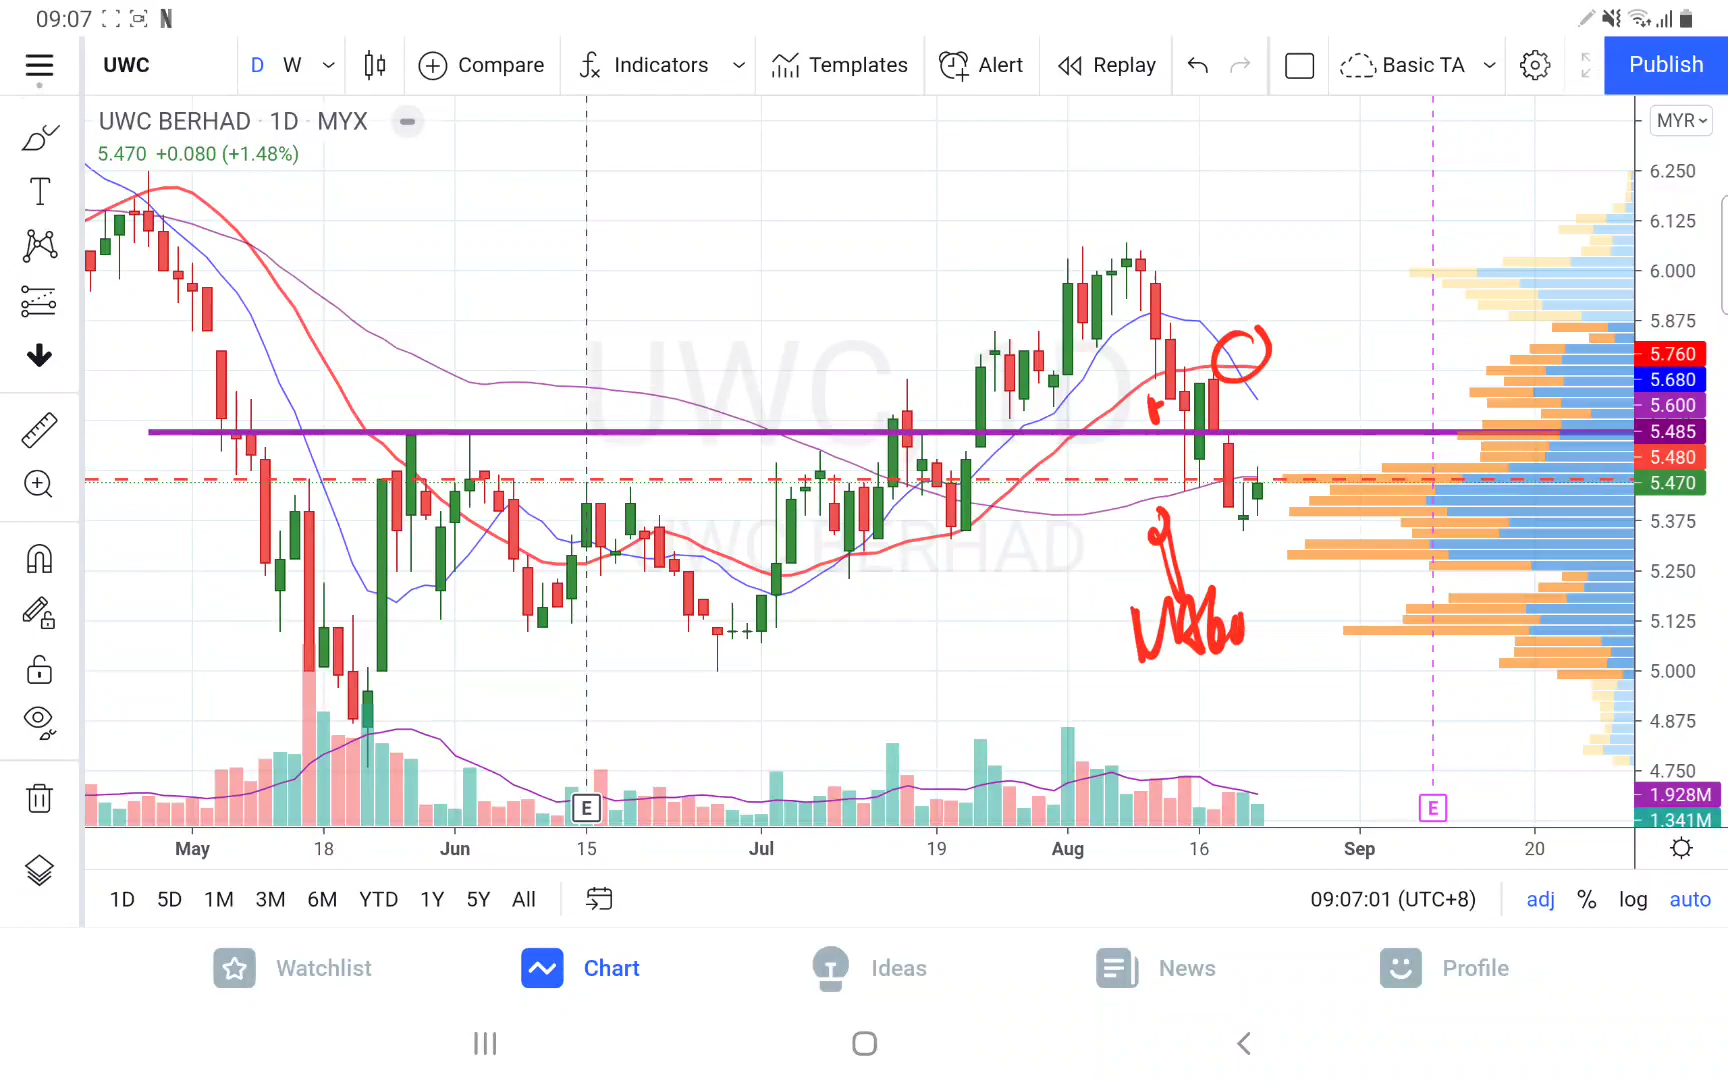 09:07 N
UWC D W Compare Indicators Templates Alert Replay Basic TA Publish
UWC BERHAD · 1D · MYX
5.470 +0.080 (+1.48%)
MYR
6.250
6.125
6.000
5.875
5.760
5.680
5.600
5.485
5.480
5.470
5.375
5.250
5.125
5.000
4.875
4.750
1.928M
1.341M
UWC, 1D
UWC BERHAD
E E
May 18 Jun 15 Jul 19 Aug 16 Sep 20
1D 5D 1M 3M 6M YTD 1Y 5Y All 09:07:01 (UTC+8) adj % log auto
Watchlist Chart Ideas News Profile